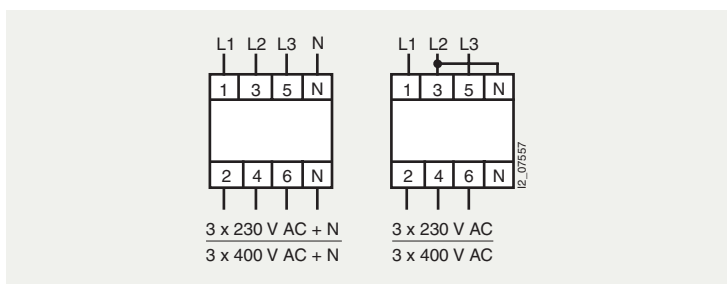 L1 L2 L3 N
1 3 5 N
2 4 6 N
3 x 230 V AC + N
3 x 400 V AC + N
L1 L2 L3
1 3 5 N
2 4 6 N
3 x 230 V AC
3 x 400 V AC
I2_07557